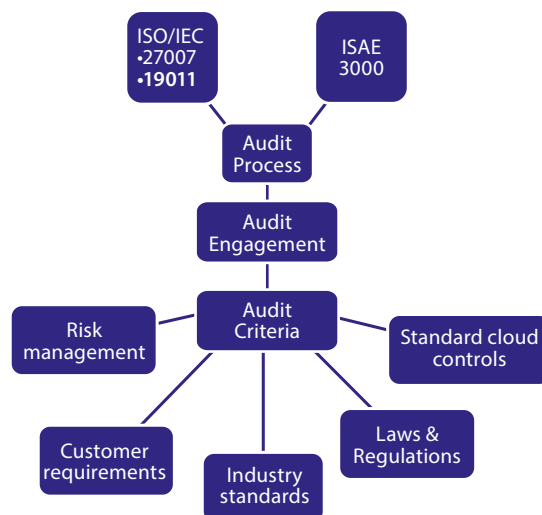 ISO/IEC
•27007
•19011
ISAE
3000
Audit
Process
Audit
Engagement
Audit
Criteria
Risk
management
Standard cloud
controls
Customer
requirements
Industry
standards
Laws &
Regulations